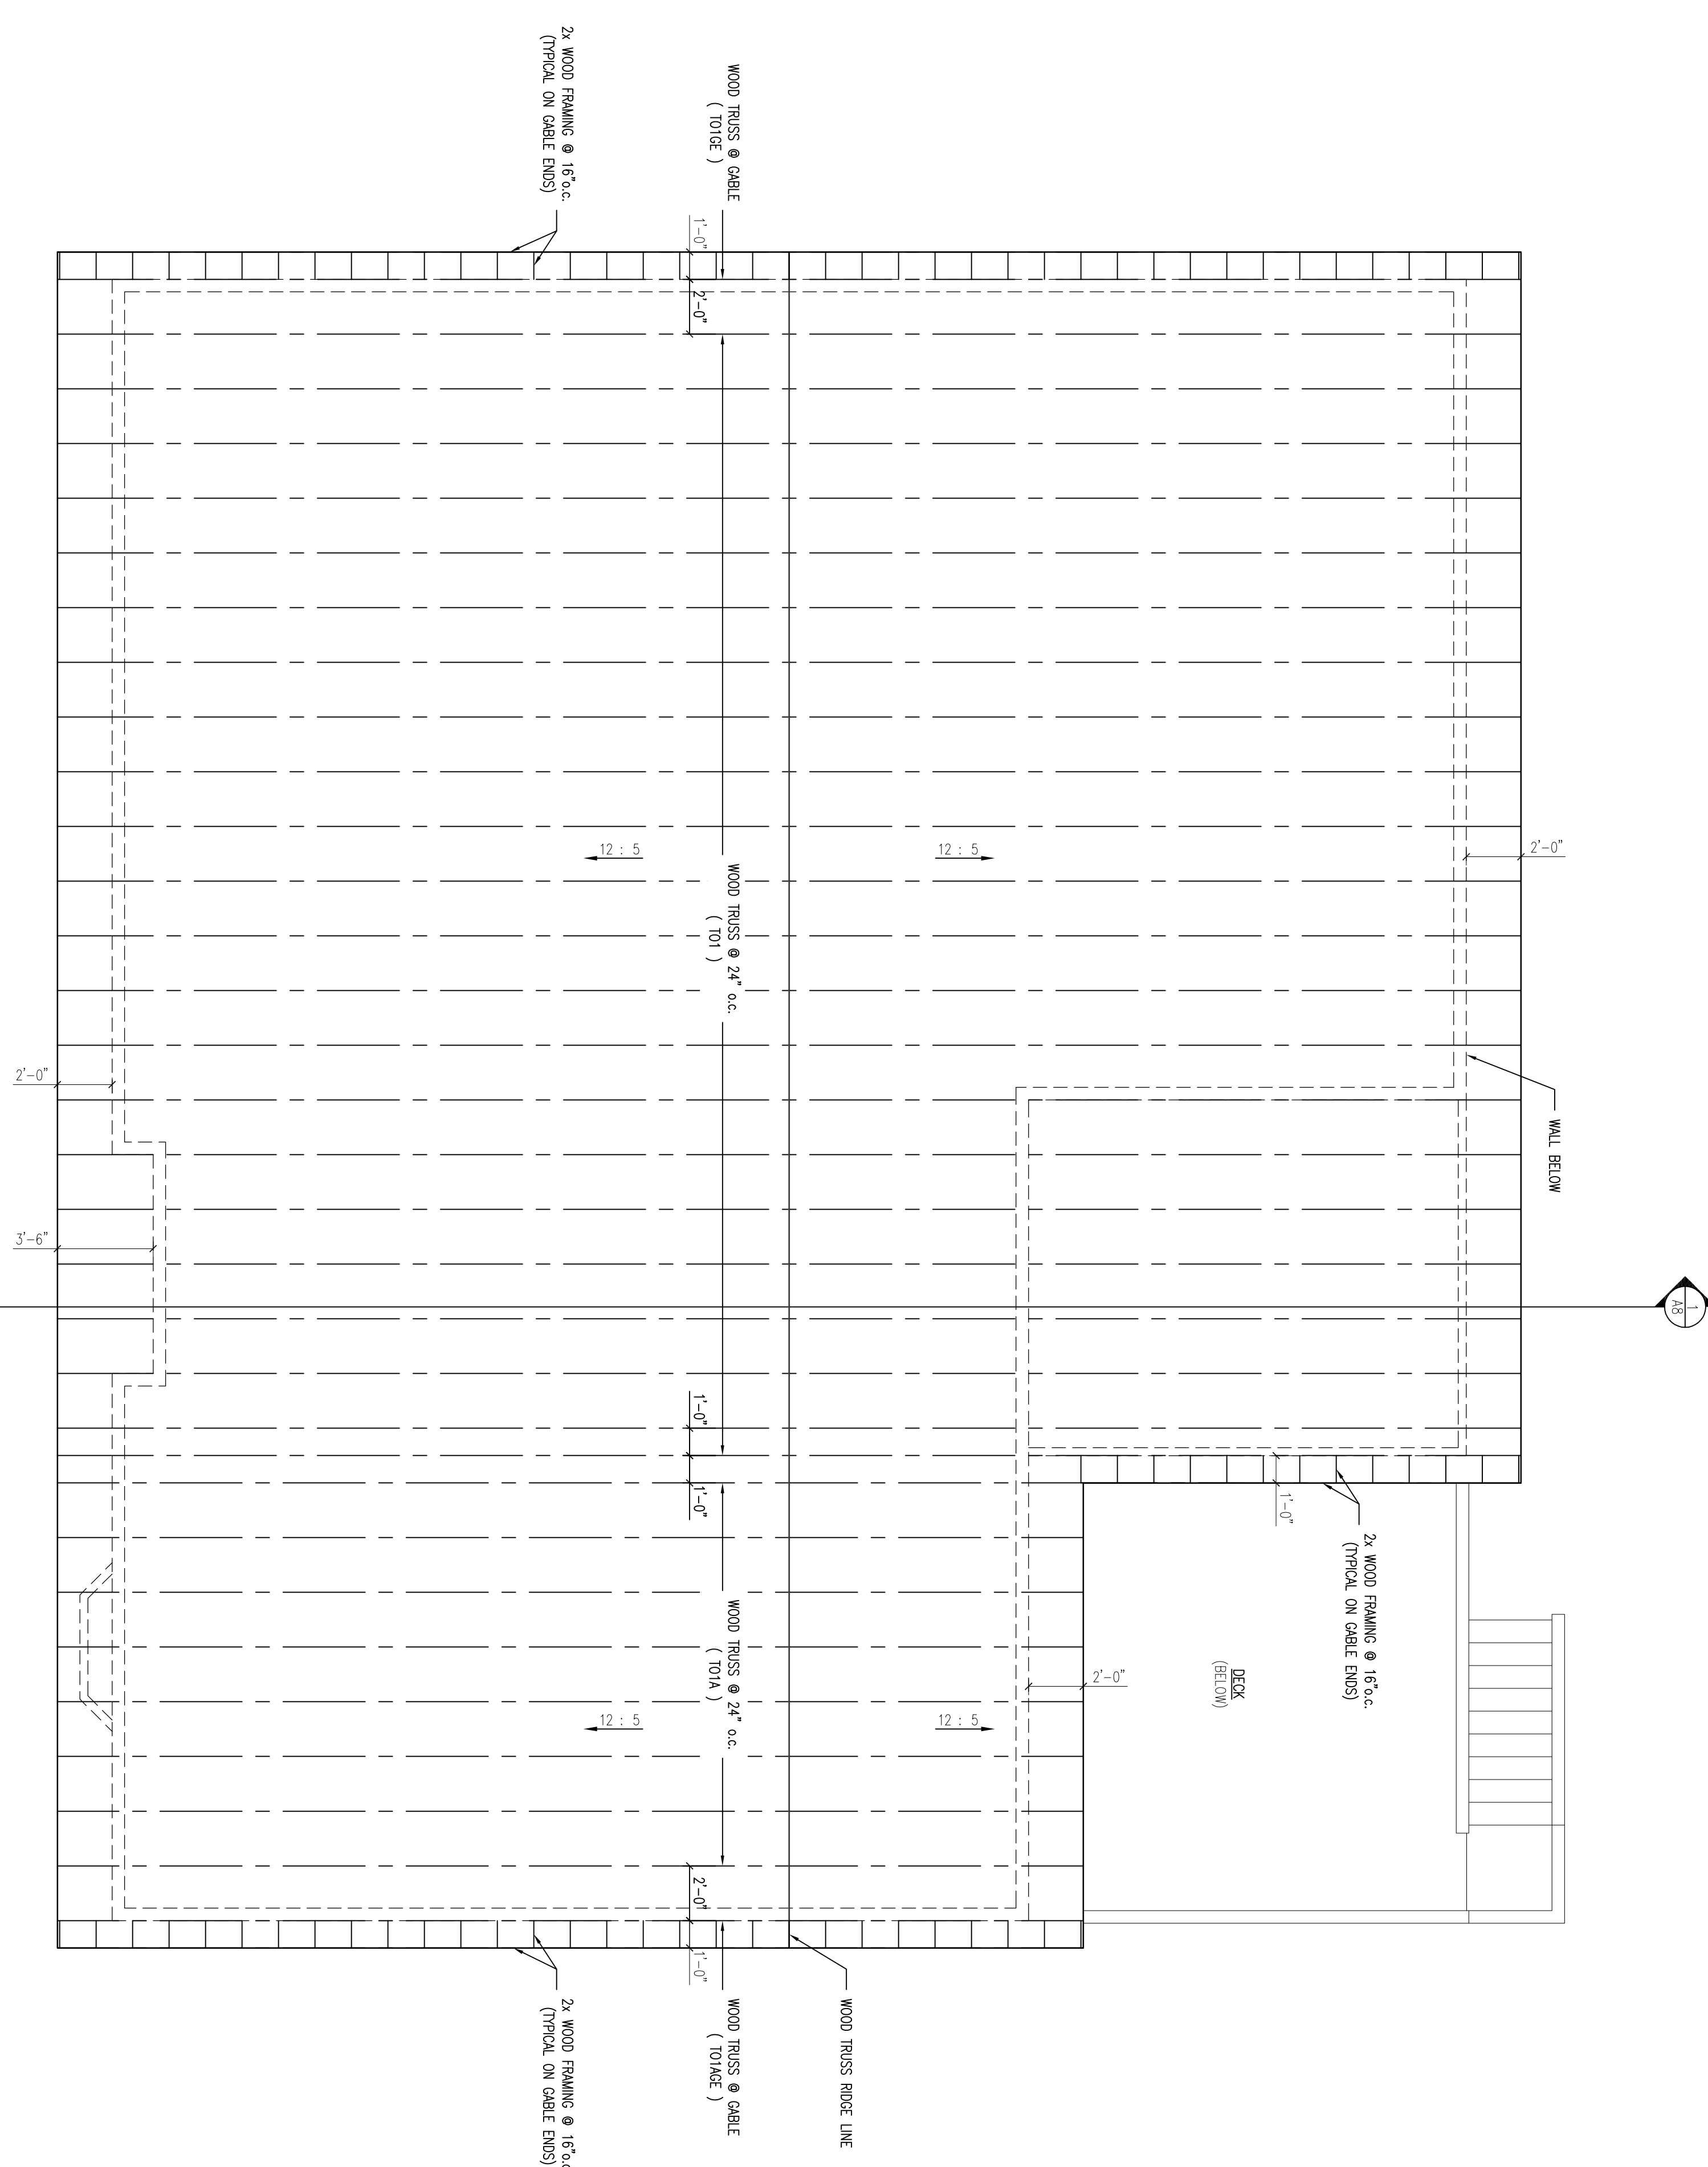 2x WOOD FRAMING @ 16"o.c.
(TYPICAL ON GABLE ENDS)
WOOD TRUSS @ GABLE
( T01GE )
1'-0"
2'-0"
12 : 5
12 : 5
2'-0"
WOOD TRUSS @ 24" o.c.
( T01 )
2'-0"
WALL BELOW
3'-6"
1
A8
1'-0"
1'-0"
1'-0"
2x WOOD FRAMING @ 16"o.c.
(TYPICAL ON GABLE ENDS)
DECK
(BELOW)
2'-0"
WOOD TRUSS @ 24" o.c.
( T01A )
12 : 5
12 : 5
2'-0"
1'-0"
WOOD TRUSS RIDGE LINE
WOOD TRUSS @ GABLE
( T01AGE )
2x WOOD FRAMING @ 16"o.c
(TYPICAL ON GABLE ENDS)